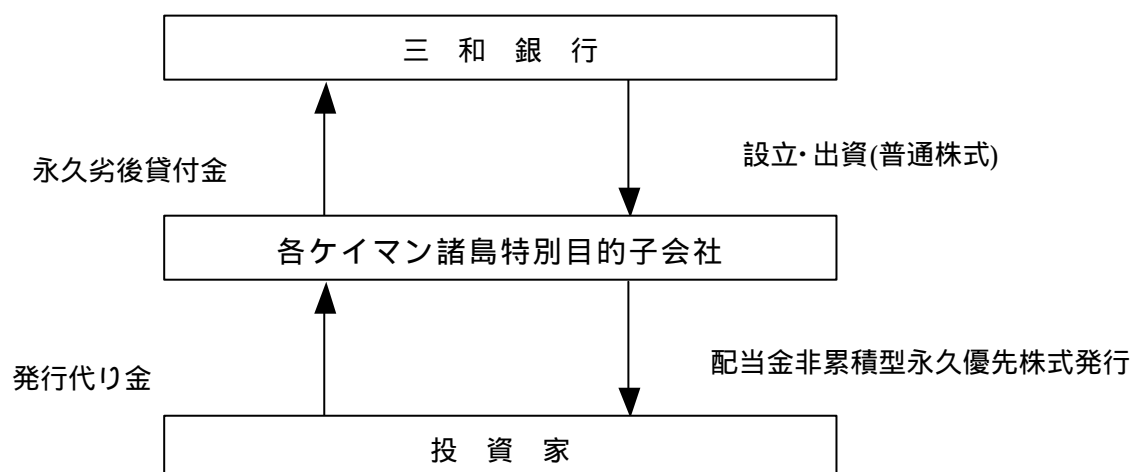 三 和 銀 行
永久劣後貸付金
設立・出資(普通株式)
各ケイマン諸島特別目的子会社
発行代り金
配当金非累積型永久優先株式発行
投 資 家